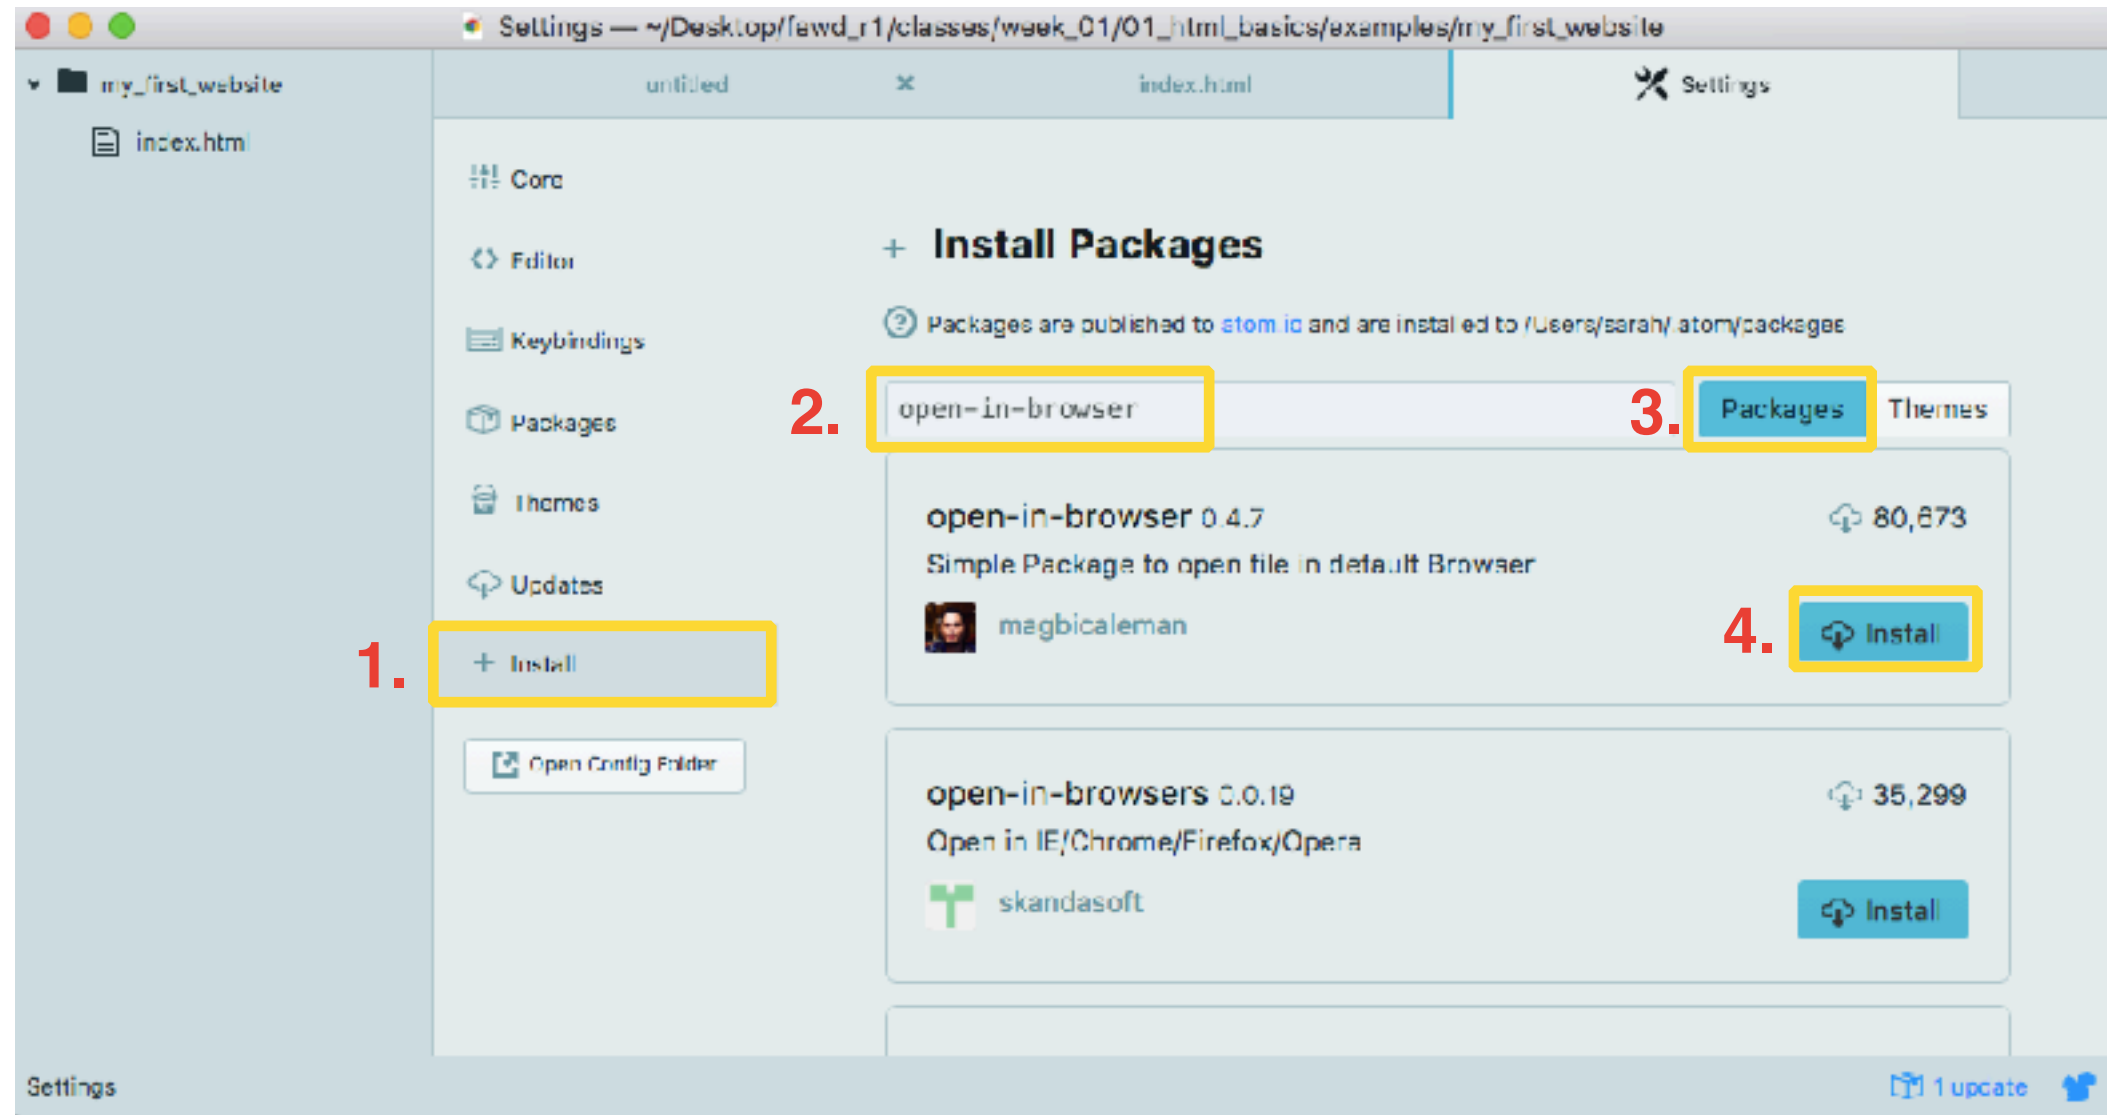 Settings — ~/Desktop/fewd_r1/classes/week_01/01_html_basics/examples/my_first_website
my_first_website
index.html
untitled
index.html
Settings
Core
Editor
Keybindings
Packages
Themes
Updates
1.
+ Install
Open Config Folder
+ Install Packages
Packages are published to atom.io and are installed to /Users/sarah/.atom/packages
2.
open-in-browser
3.
Packages
Themes
open-in-browser 0.4.7
80,673
Simple Package to open file in default Browser
magbicaleman
4.
Install
open-in-browsers 0.0.19
35,299
Open in IE/Chrome/Firefox/Opera
skandasoft
Install
Settings
1 update